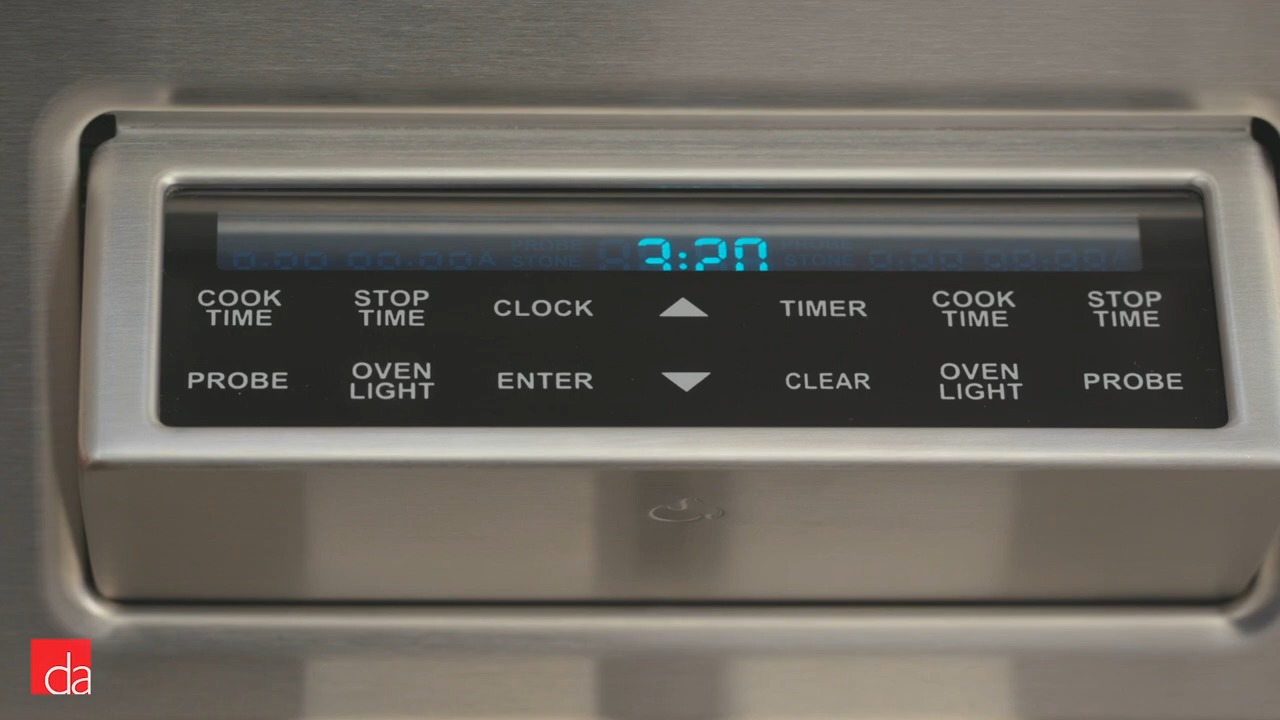 PROBE
STONE
3:20
PROBE
STONE
COOK
TIME
STOP
TIME
CLOCK
TIMER
COOK
TIME
STOP
TIME
PROBE
OVEN
LIGHT
ENTER
CLEAR
OVEN
LIGHT
PROBE
da